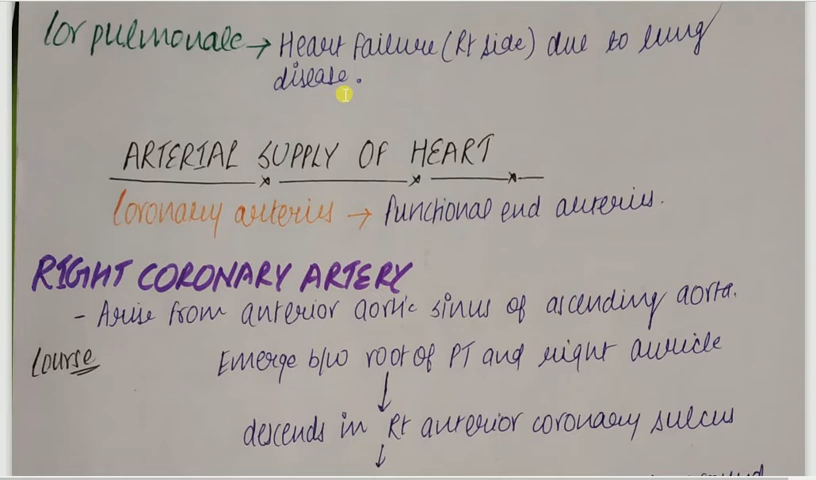 Cor pulmonale → Heart Failure (Rt side) due to lung
disease.
ARTERIAL SUPPLY OF HEART
Coronary arteries → Functional end arteries.
RIGHT CORONARY ARTERY
- Arise from anterior aortic sinus of ascending aorta.
Course Emerge b/w root of PT and right auricle
↓
descends in Rt anterior coronary sulcus
↓